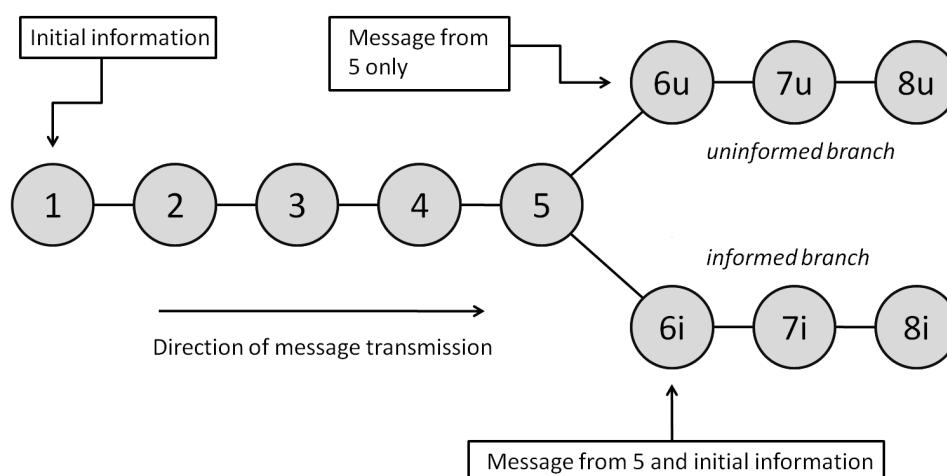 Initial information
Message from
5 only
6u
7u
8u
uninformed branch
1
2
3
4
5
informed branch
6i
7i
8i
Direction of message transmission
Message from 5 and initial information